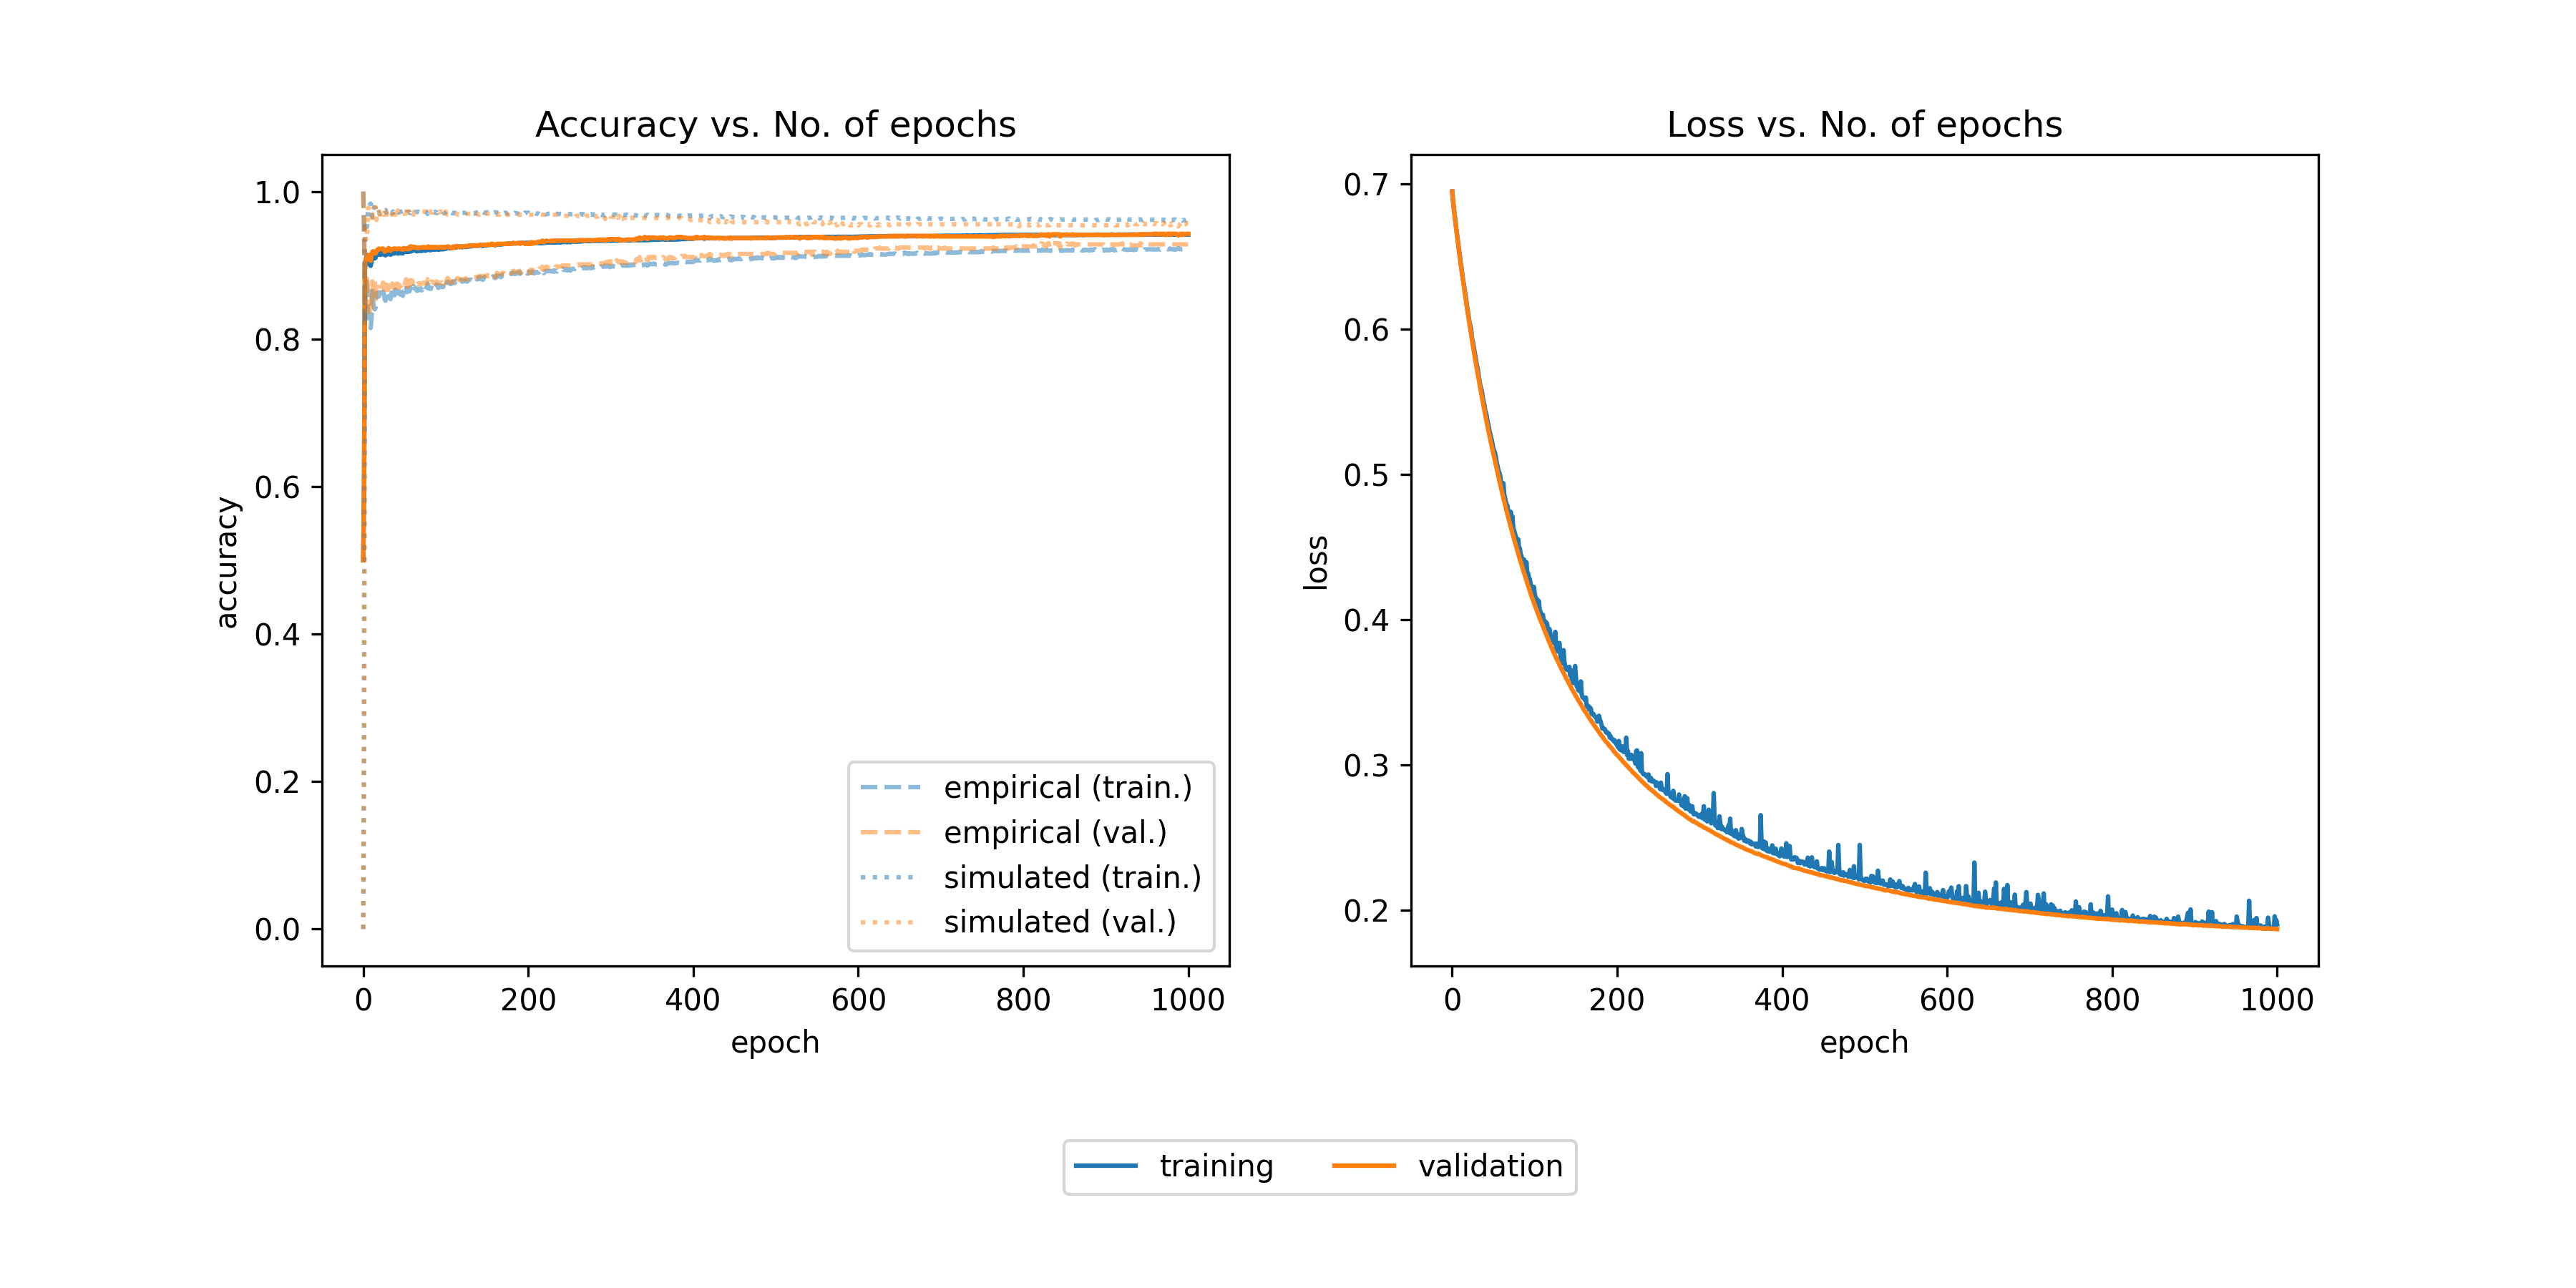 Accuracy vs. No. of epochs
1.0
0.8
0.6
0.4
0.2
0.0
accuracy
0 200 400 600 800 1000
epoch
empirical (train.)
empirical (val.)
simulated (train.)
simulated (val.)
Loss vs. No. of epochs
0.7
0.6
0.5
0.4
0.3
0.2
loss
0 200 400 600 800 1000
epoch
training validation